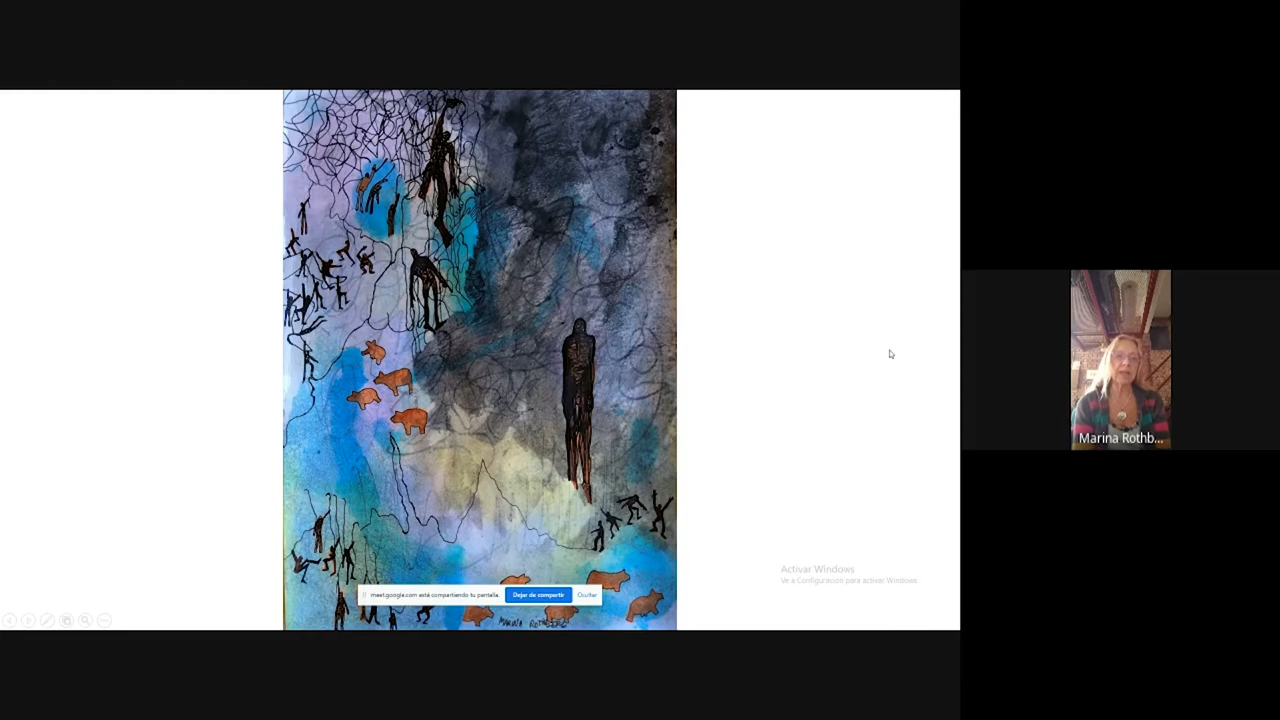 Activar Windows
Ve a Configuración para activar Windows.
Marina Rothb...
meet.google.com está compartiendo tu pantalla.
Dejar de compartir
Ocultar
MARINA